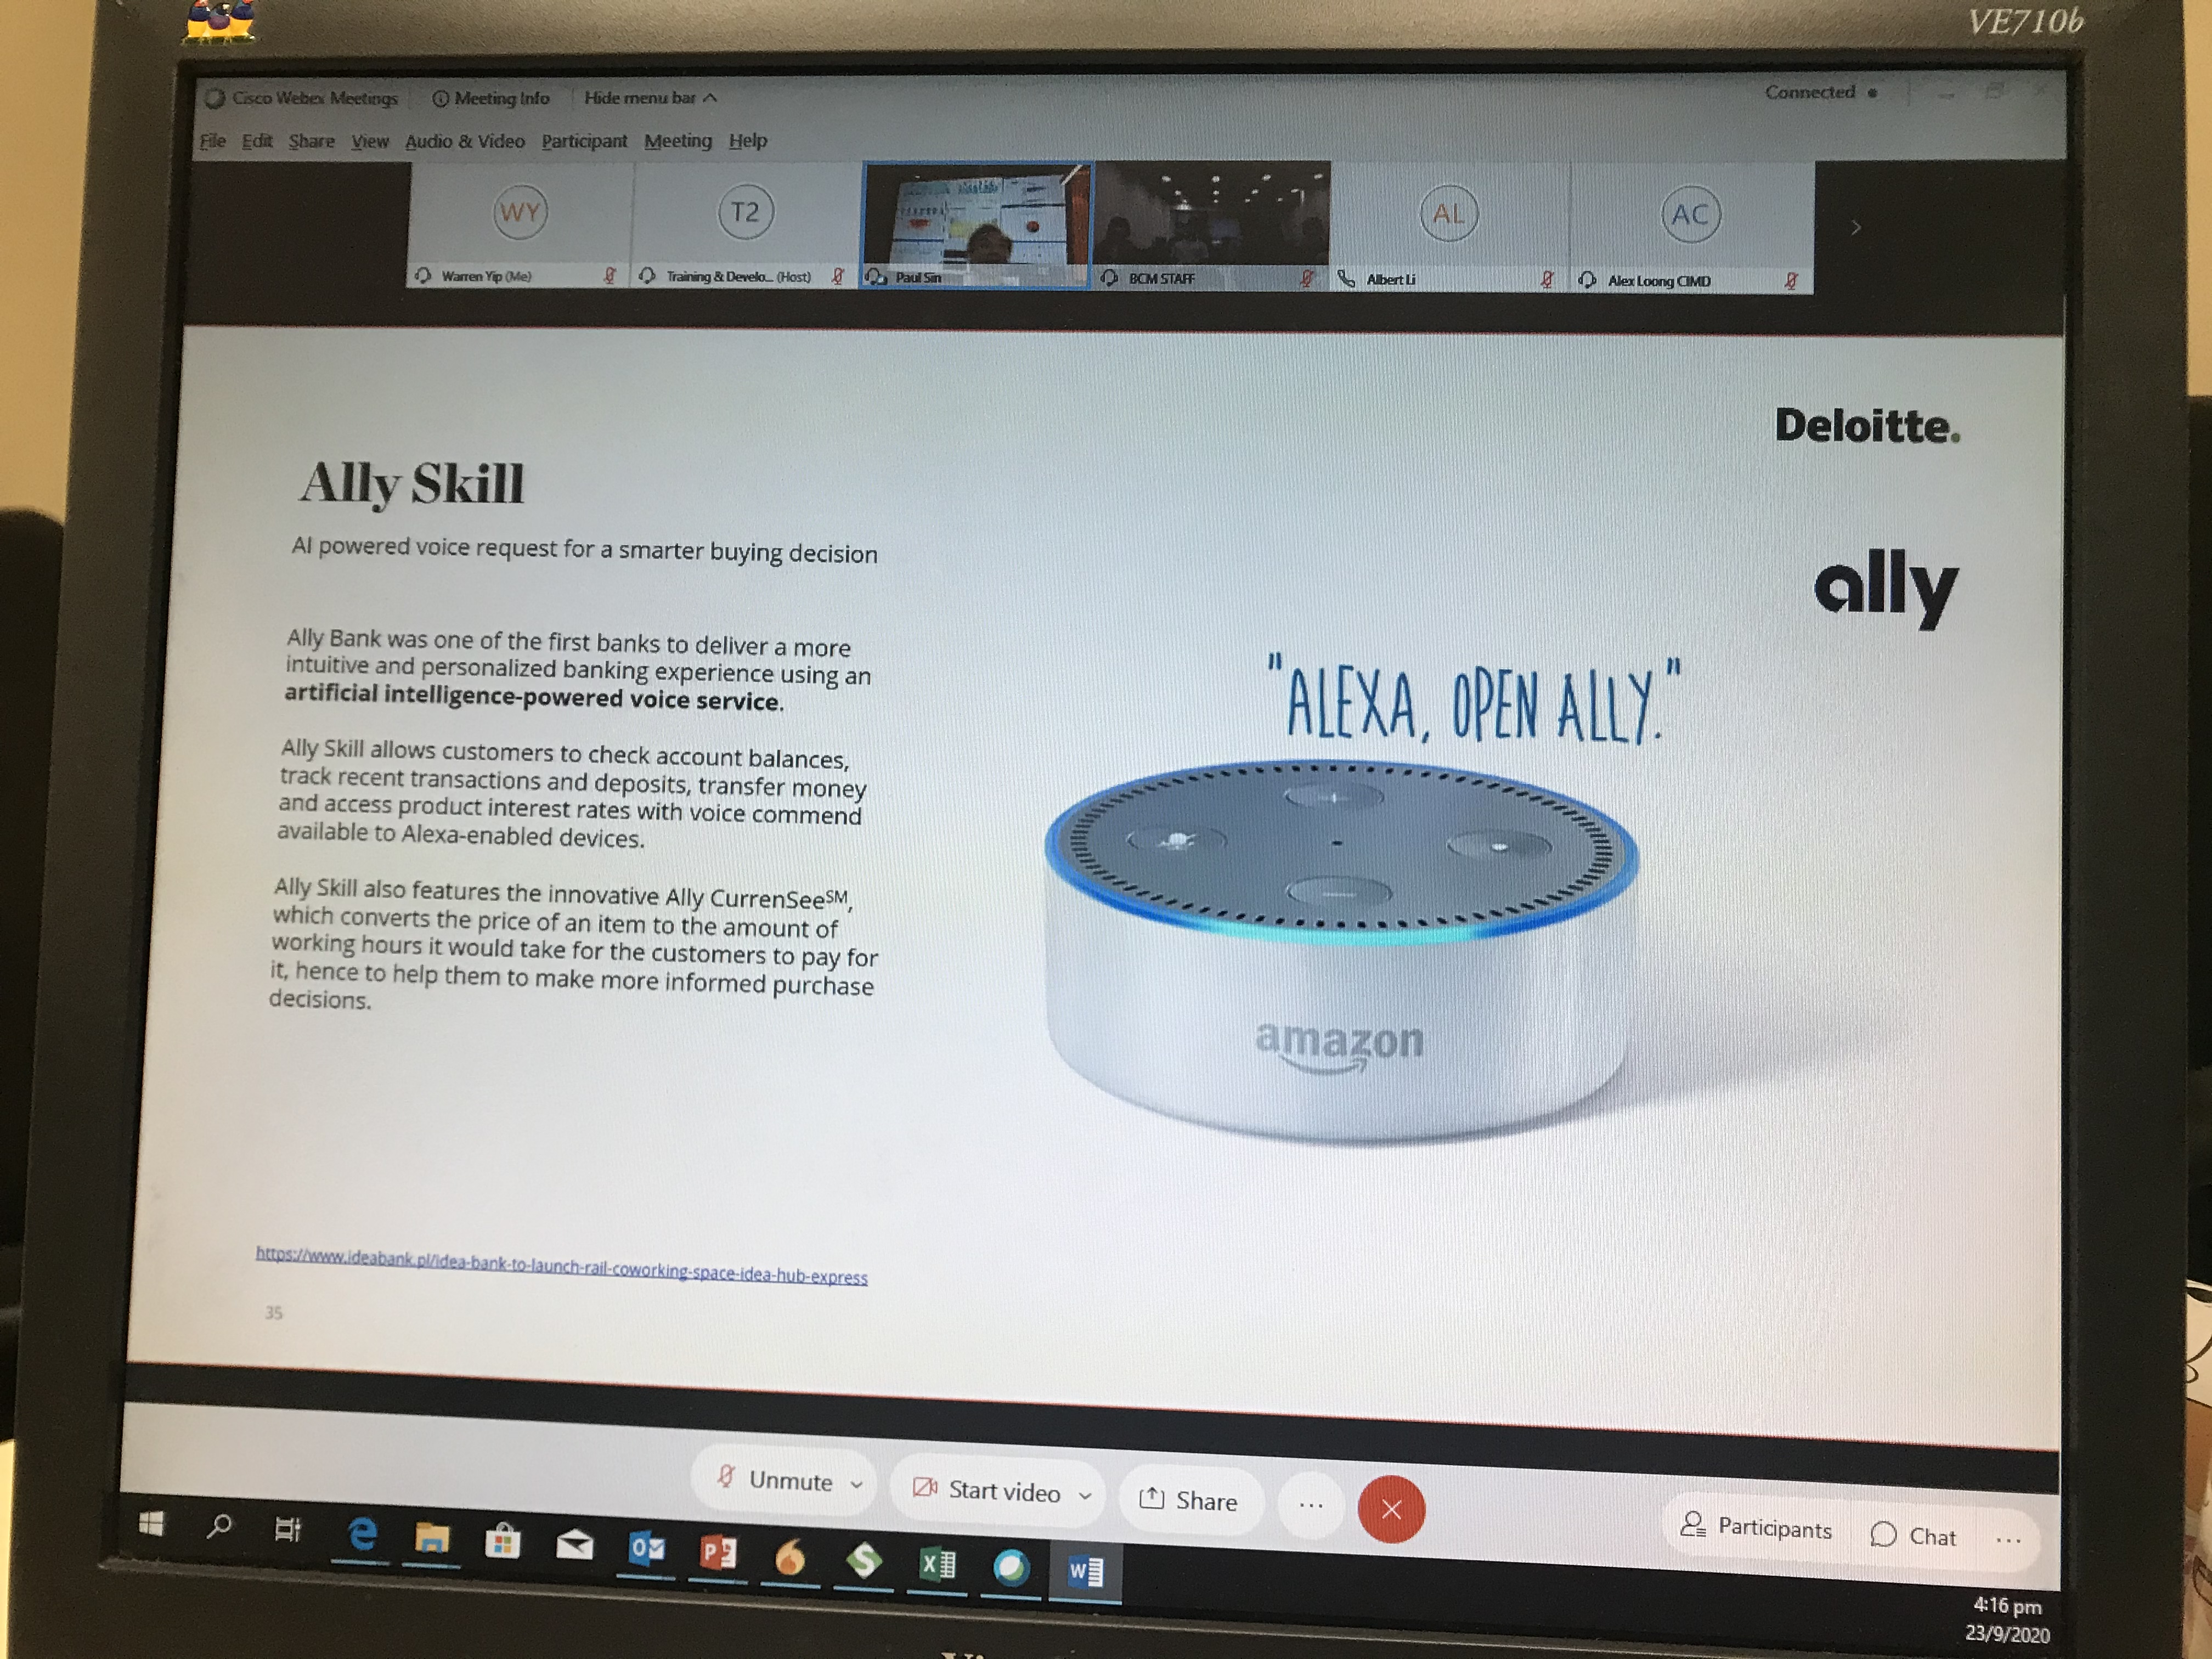 VE710b
Cisco Webex Meetings Meeting Info Hide menu bar Connected
File Edit Share View Audio & Video Participant Meeting Help
WY T2 AL AC
Warren Yip (Me) Training & Develo... (Host) Paul Sin BCM STAFF Albert Li Alex Loong CIMD
Deloitte.
Ally Skill
AI powered voice request for a smarter buying decision
ally
Ally Bank was one of the first banks to deliver a more
intuitive and personalized banking experience using an
artificial intelligence-powered voice service.
"ALEXA, OPEN ALLY."
Ally Skill allows customers to check account balances,
track recent transactions and deposits, transfer money
and access product interest rates with voice commend
available to Alexa-enabled devices.
Ally Skill also features the innovative Ally CurrenSee℠,
which converts the price of an item to the amount of
working hours it would take for the customers to pay for
it, hence to help them to make more informed purchase
decisions.
amazon
https://www.ideabank.pl/idea-bank-to-launch-rail-coworking-space-idea-hub-express
35
Unmute Start video Share ... Participants Chat ...
4:16 pm
23/9/2020